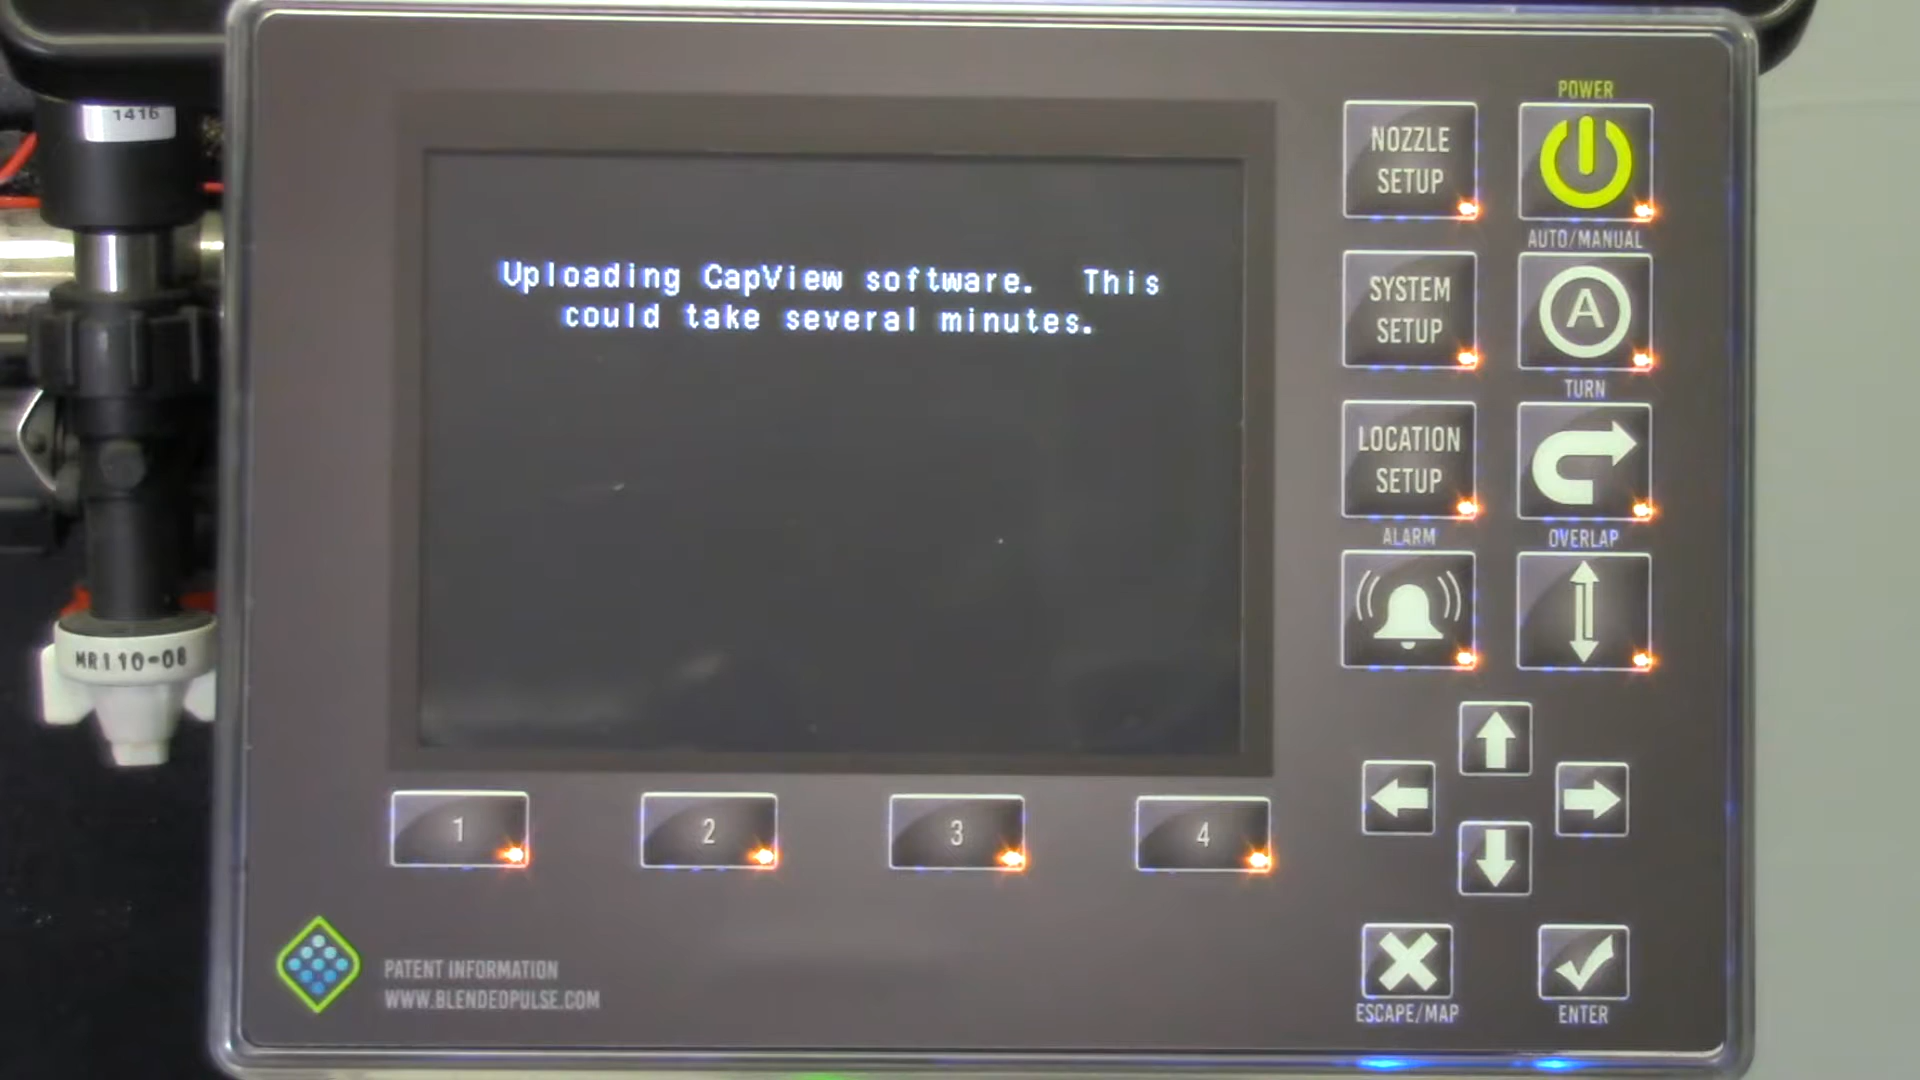 1416
POWER
NOZZLE
SETUP
AUTO/MANUAL
Uploading CapView software.  This
could take several minutes.
SYSTEM
SETUP
A
TURN
LOCATION
SETUP
ALARM
OVERLAP
MR110-08
1
2
3
4
PATENT INFORMATION
WWW.BLENDEDPULSE.COM
ESCAPE/MAP
ENTER